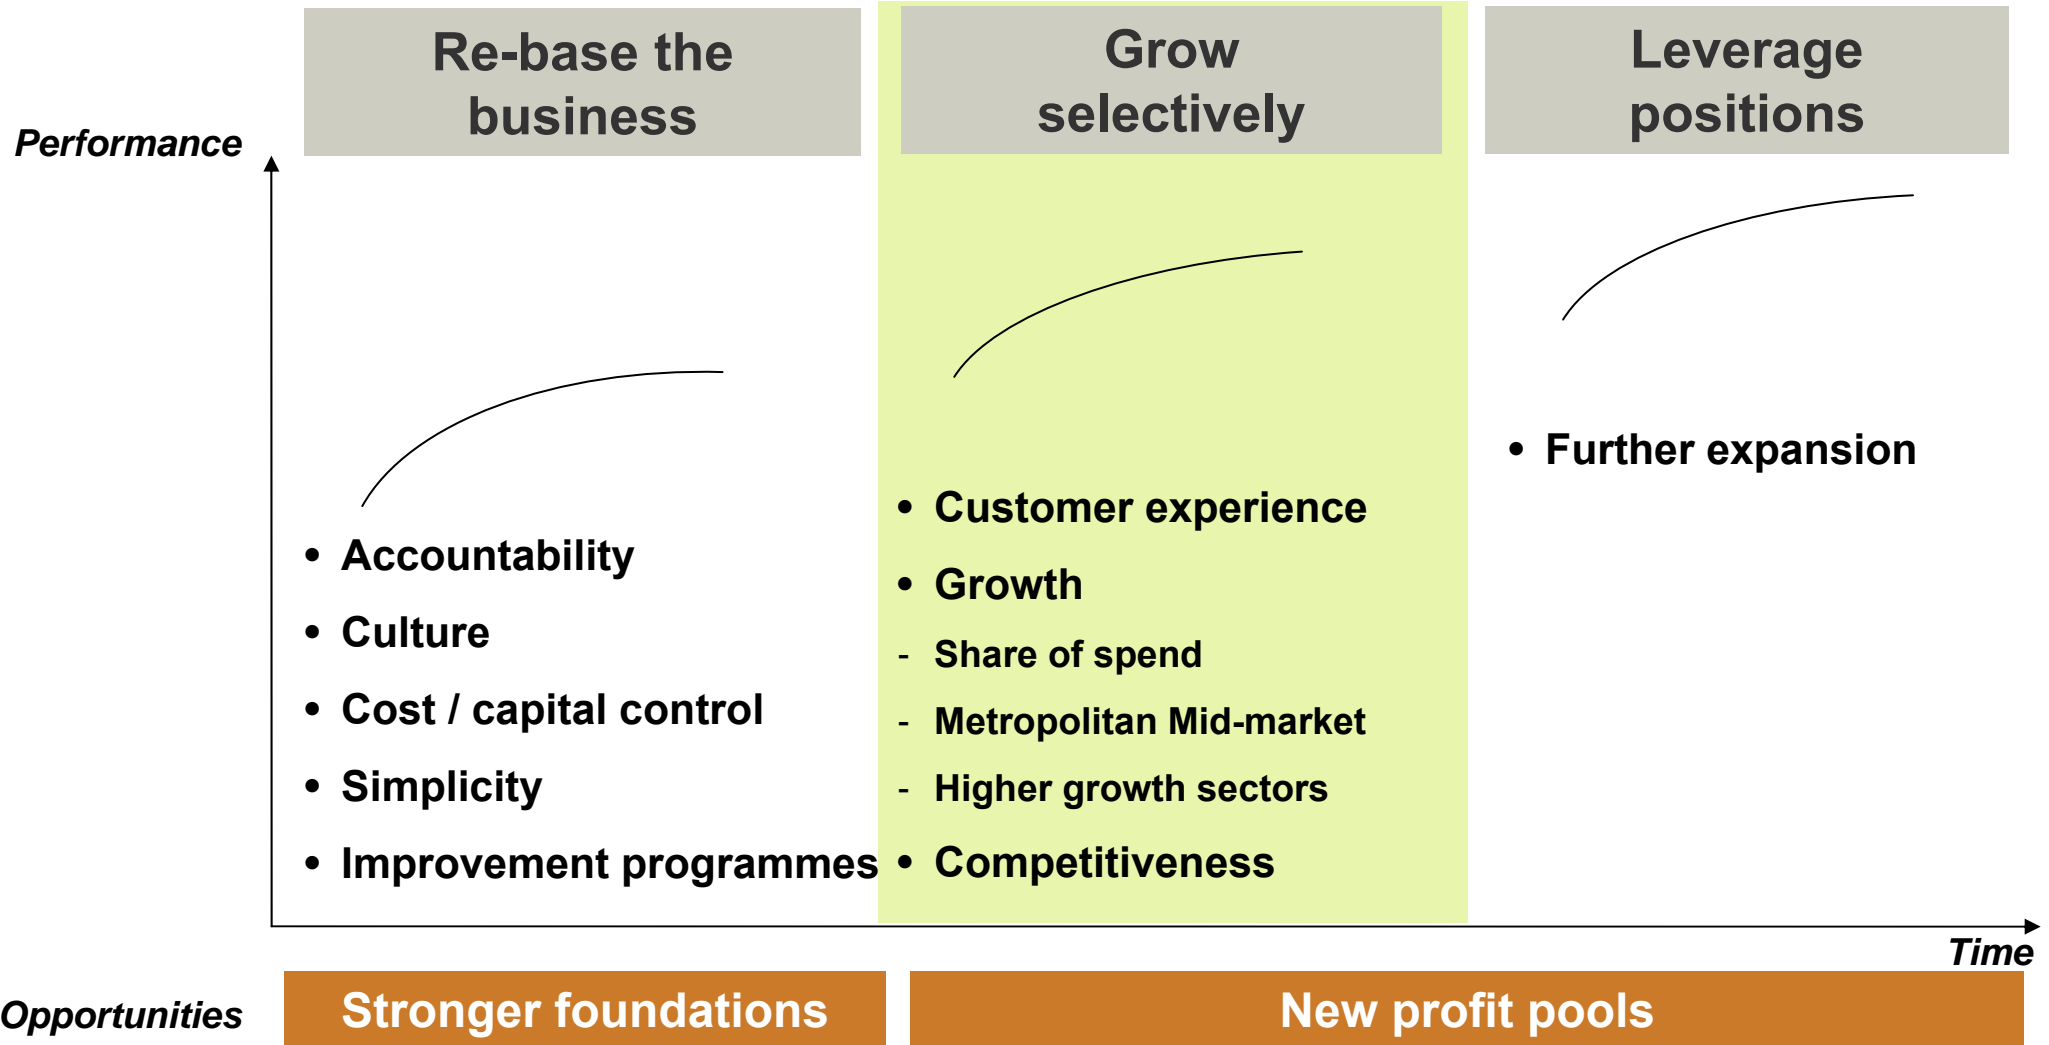 Re-base the
business
Grow
selectively
Leverage
positions
Performance
• Accountability
• Culture
• Cost / capital control
• Simplicity
• Improvement programmes
• Customer experience
• Growth
- Share of spend
- Metropolitan Mid-market
- Higher growth sectors
• Competitiveness
• Further expansion
Time
Opportunities
Stronger foundations
New profit pools